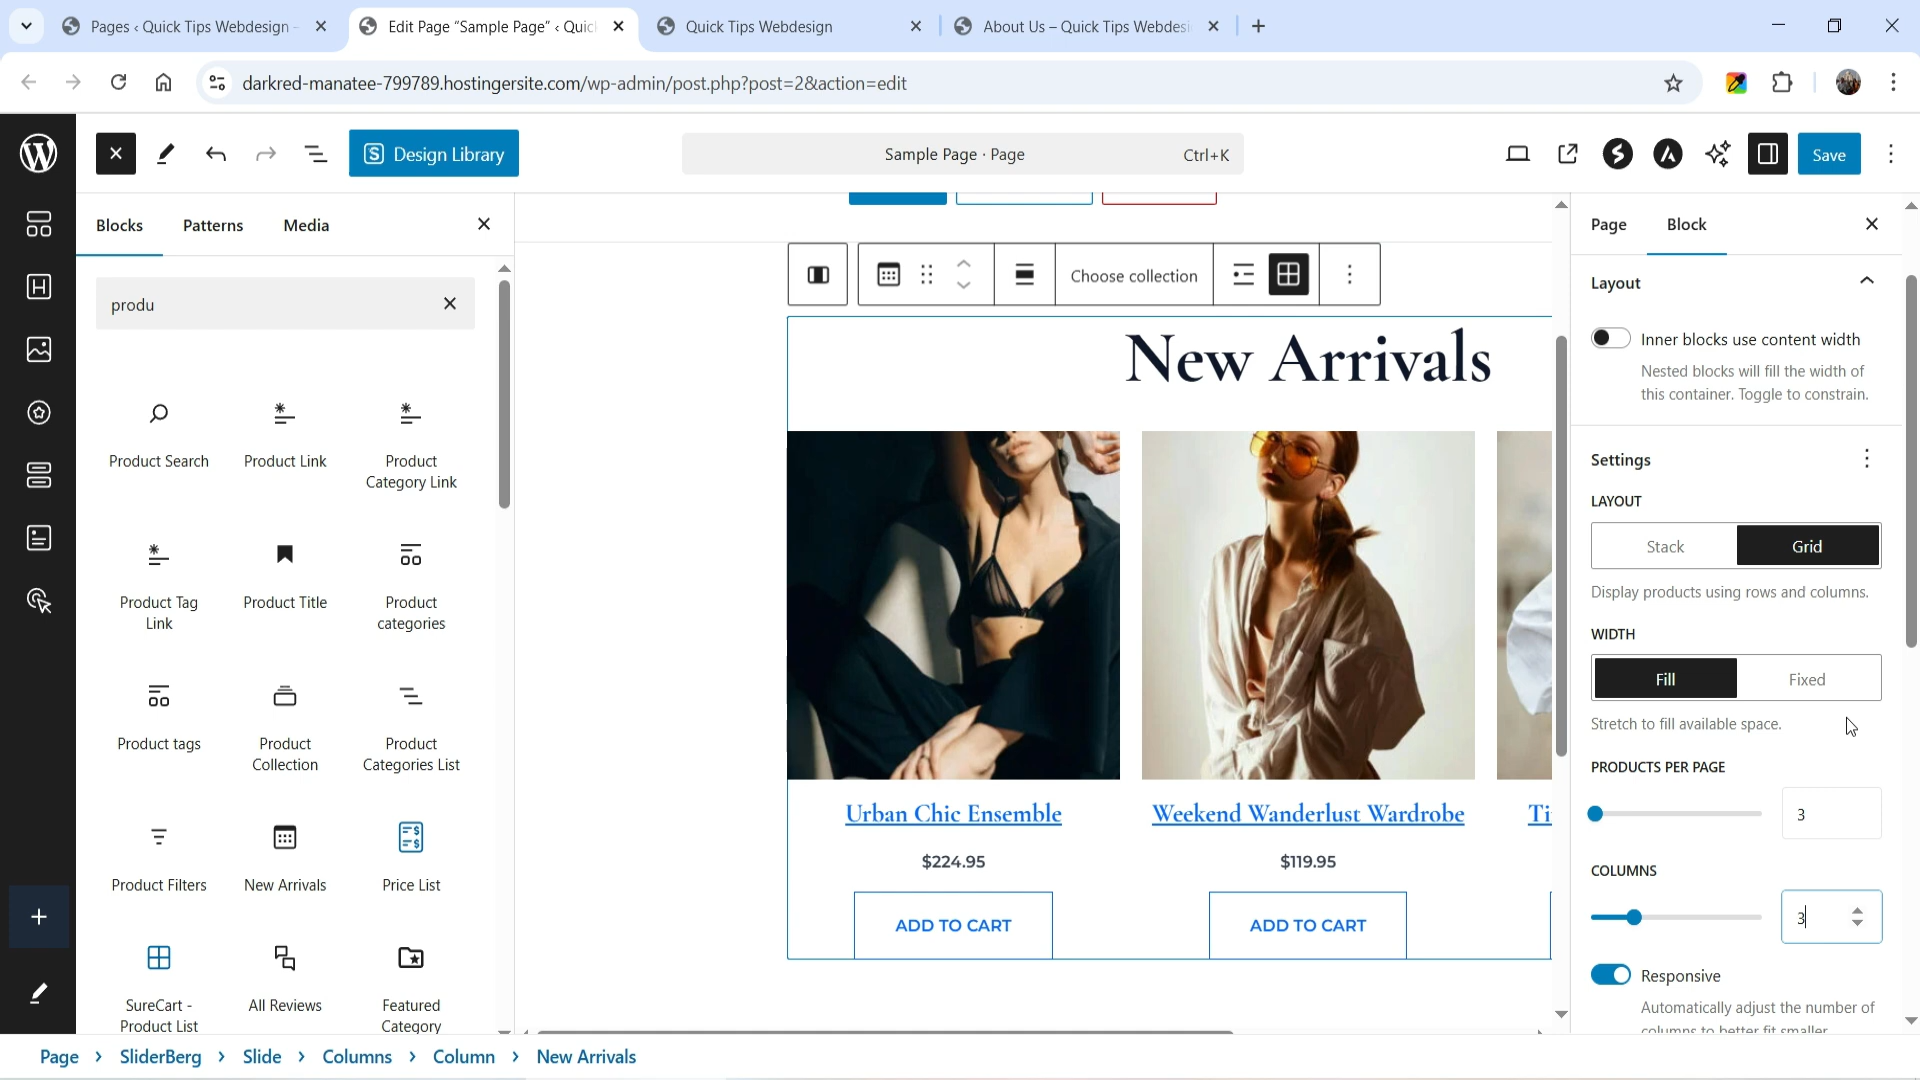 Pages ‹ Quick Tips Webdesign –
Edit Page “Sample Page” ‹ Quic
Quick Tips Webdesign
About Us – Quick Tips Webdesi
darkred-manatee-799789.hostingersite.com/wp-admin/post.php?post=2&action=edit
Design Library
Sample Page · Page
Ctrl+K
Save
Blocks
Patterns
Media
produ
Product Search
Product Link
Product
Category Link
Product Tag
Link
Product Title
Product
categories
Product tags
Product
Collection
Product
Categories List
Product Filters
New Arrivals
Price List
SureCart -
Product List
All Reviews
Featured
Category
Choose collection
New Arrivals
Urban Chic Ensemble
Weekend Wanderlust Wardrobe
Ti
$224.95
$119.95
ADD TO CART
ADD TO CART
Page
Block
Layout
Inner blocks use content width
Nested blocks will fill the width of
this container. Toggle to constrain.
Settings
LAYOUT
Stack
Grid
Display products using rows and columns.
WIDTH
Fill
Fixed
Stretch to fill available space.
PRODUCTS PER PAGE
3
COLUMNS
3
Responsive
Automatically adjust the number of
columns to better fit smaller
Page › SliderBerg › Slide › Columns › Column › New Arrivals